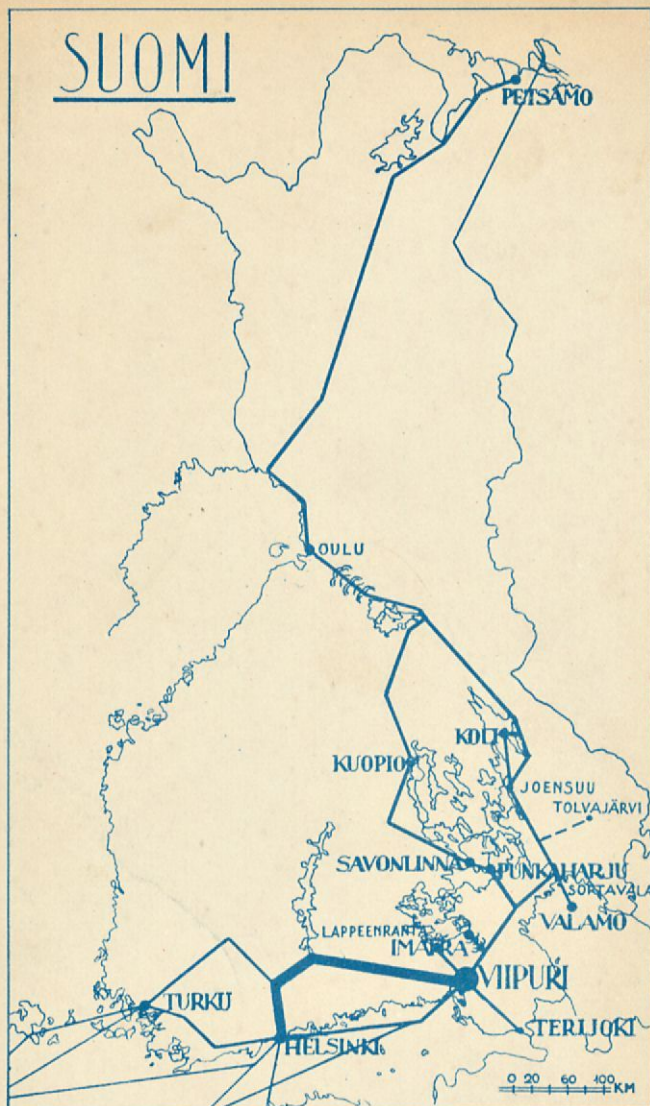 SUOMI
PETSAMO
OULU
KOLI
KUOPIO
JOENSUU
TOLVAJÄRVI
SAVONLINNA
PUNKAHARJU
SORTAVALA
VALAMO
LAPPEENRANT
IMATRA
VIIPURI
TURKU
TERIJOKI
HELSINKI
0 20 60 100 KM